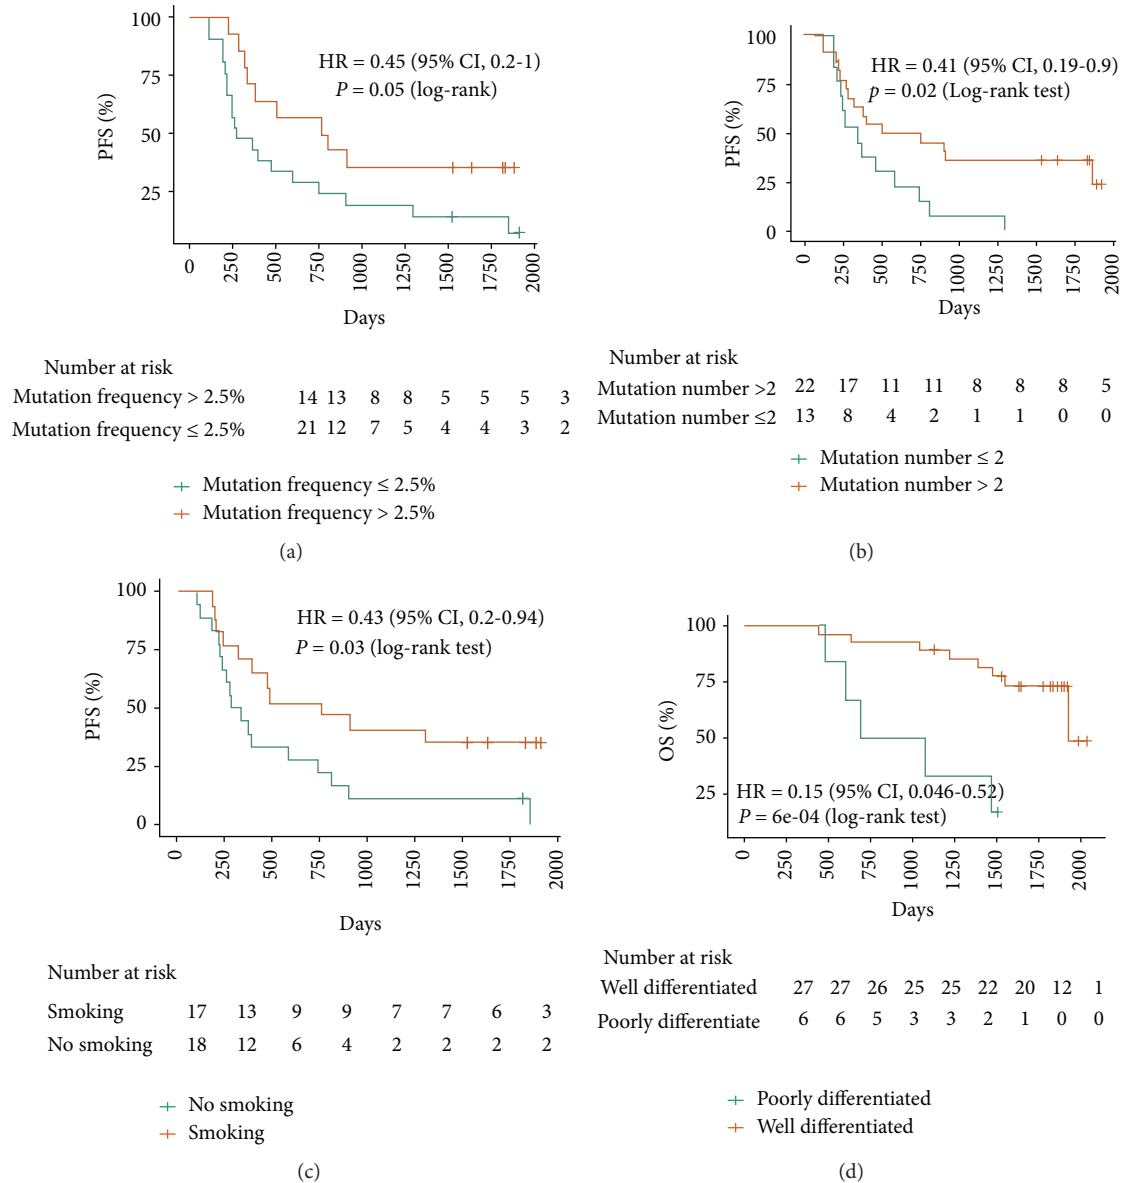 100
75
50
25
PFS (%)
HR = 0.45 (95% CI, 0.2-1)
P = 0.05 (log-rank)
0 250 500 750 1000 1250 1500 1750 2000
Days
Number at risk
Mutation frequency > 2.5% 14 13 8 8 5 5 5 3
Mutation frequency ≤ 2.5% 21 12 7 5 4 4 3 2
Mutation frequency ≤ 2.5%
Mutation frequency > 2.5%
(a)
100
75
50
25
0
PFS (%)
HR = 0.41 (95% CI, 0.19-0.9)
p = 0.02 (Log-rank test)
0 250 500 750 1000 1250 1500 1750 2000
Days
Number at risk
Mutation number >2 22 17 11 11 8 8 8 5
Mutation number ≤2 13 8 4 2 1 1 0 0
Mutation number ≤ 2
Mutation number > 2
(b)
100
75
50
25
0
PFS (%)
HR = 0.43 (95% CI, 0.2-0.94)
P = 0.03 (log-rank test)
0 250 500 750 1000 1250 1500 1750 2000
Days
Number at risk
Smoking 17 13 9 9 7 7 6 3
No smoking 18 12 6 4 2 2 2 2
No smoking
Smoking
(c)
100
75
50
25
OS (%)
HR = 0.15 (95% CI, 0.046-0.52)
P = 6e-04 (log-rank test)
0 250 500 750 1000 1250 1500 1750 2000
Days
Number at risk
Well differentiated 27 27 26 25 25 22 20 12 1
Poorly differentiate 6 6 5 3 3 2 1 0 0
Poorly differentiated
Well differentiated
(d)